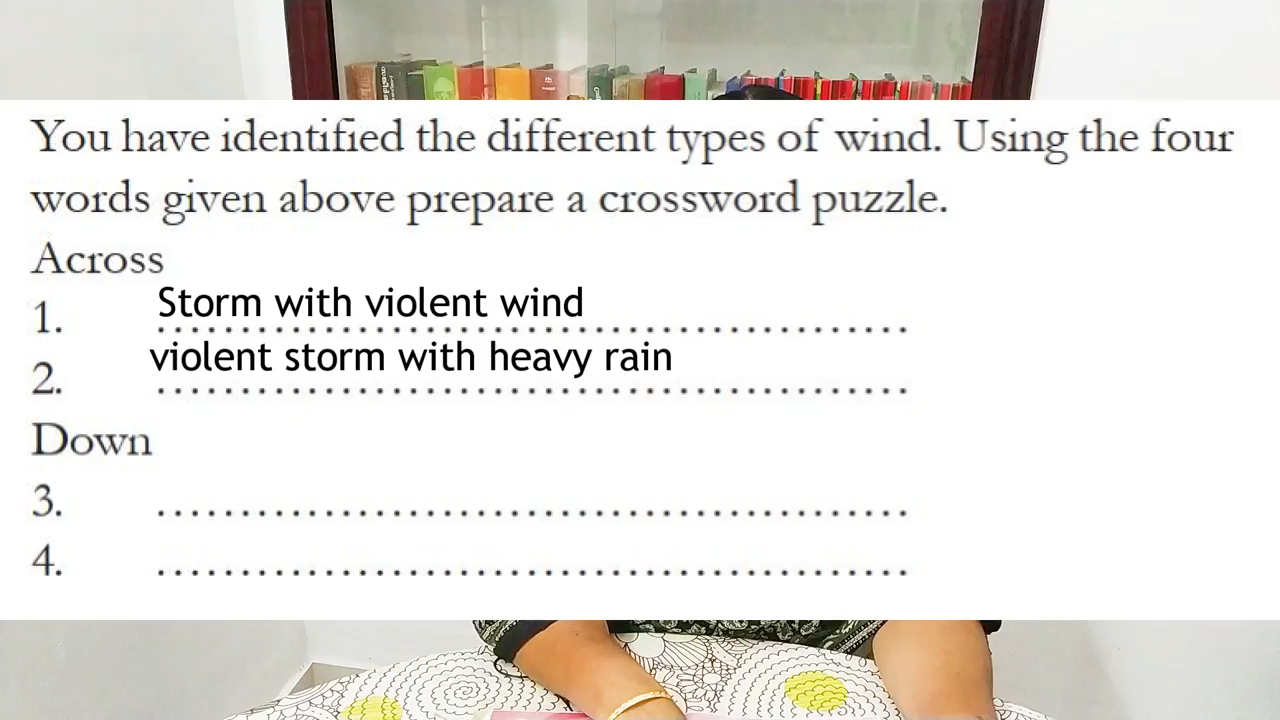 You have identified the different types of wind. Using the four
words given above prepare a crossword puzzle.
Across
1. Storm with violent wind
2. violent storm with heavy rain
Down
3. ..............................................
4. ..............................................